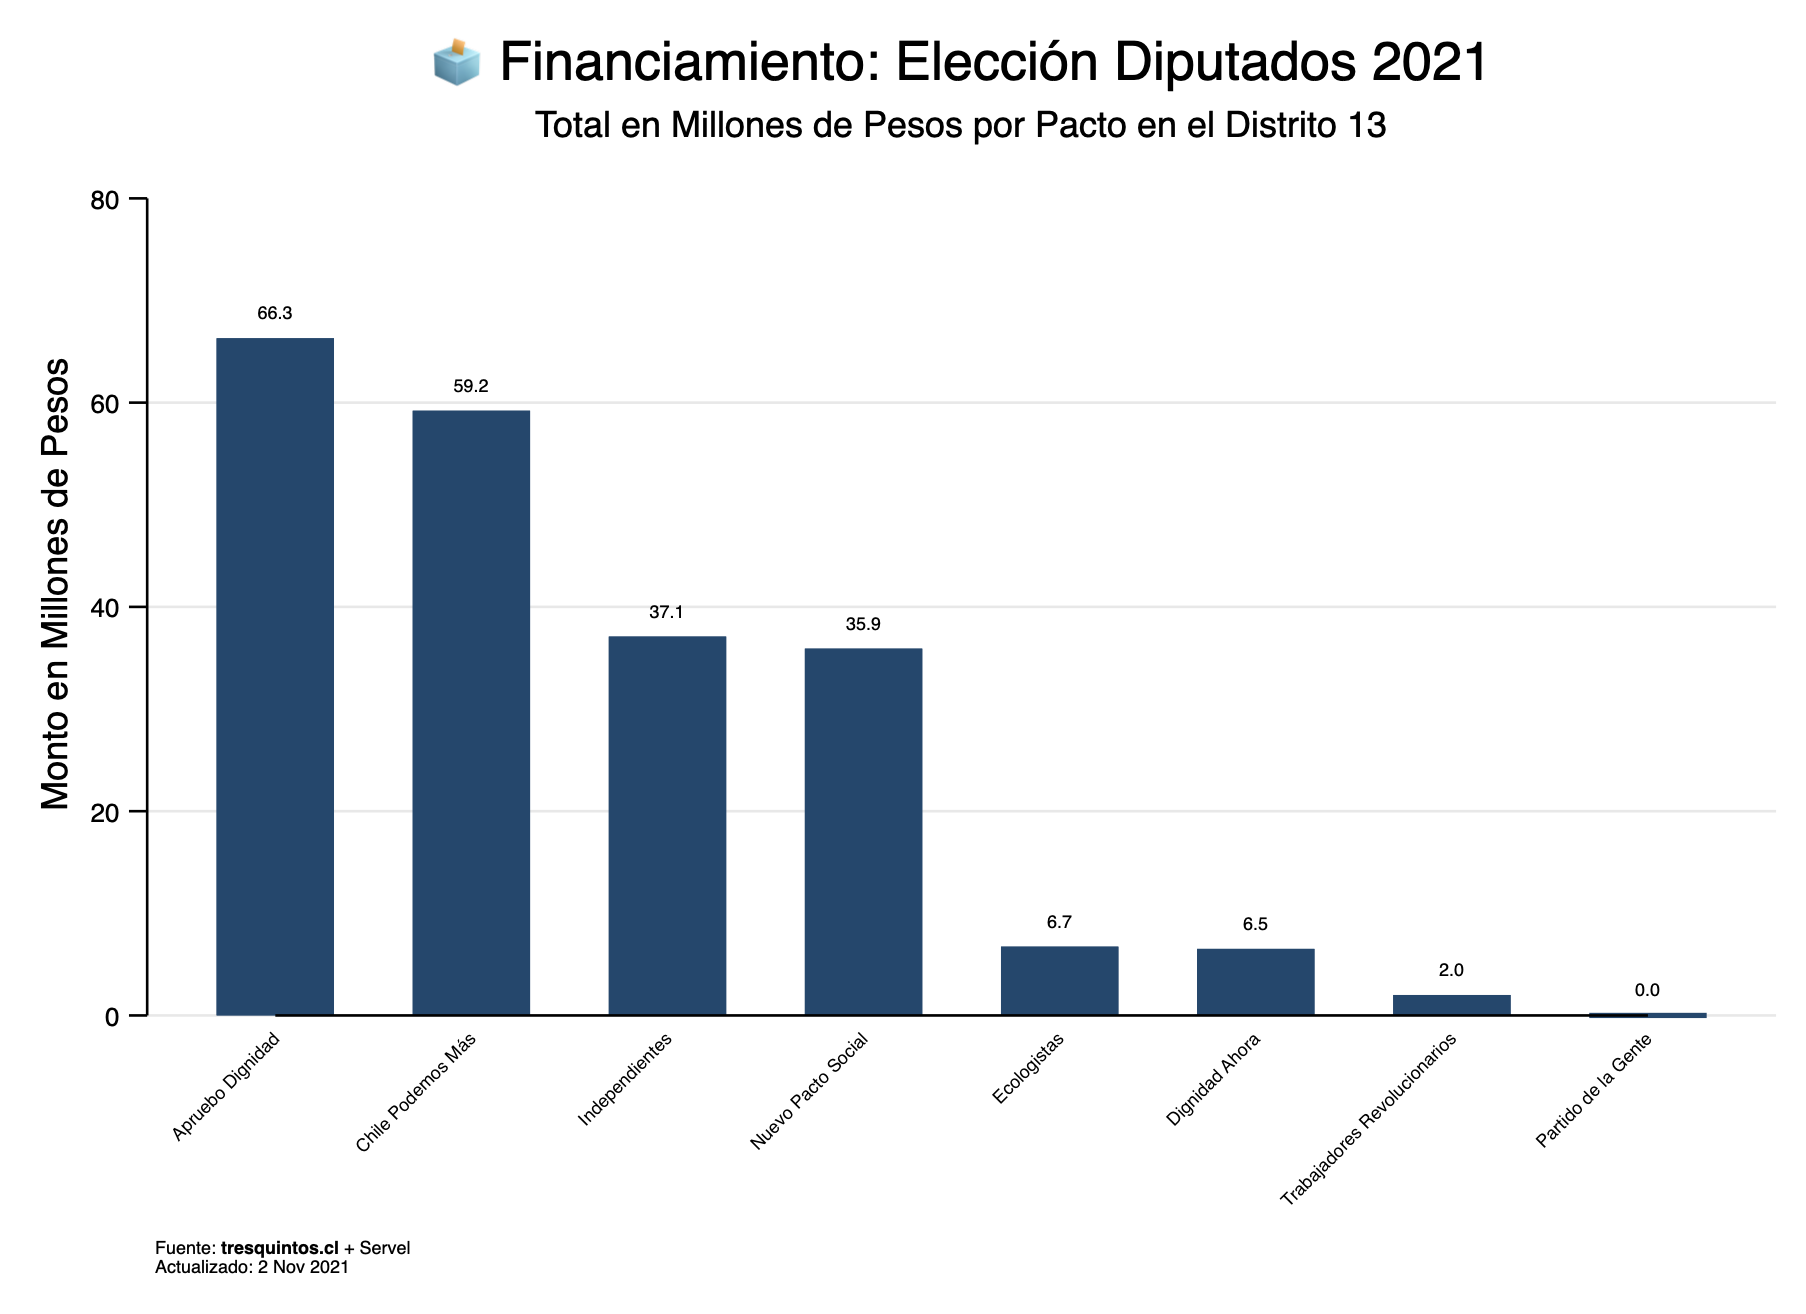 Financiamiento: Elección Diputados 2021
Total en Millones de Pesos por Pacto en el Distrito 13
Monto en Millones de Pesos
80
60
40
20
0
66.3
59.2
37.1
35.9
6.7
6.5
2.0
0.0
Apruebo Dignidad
Chile Podemos Más
Independientes
Nuevo Pacto Social
Ecologistas
Dignidad Ahora
Trabajadores Revolucionarios
Partido de la Gente
Fuente: tresquintos.cl + Servel
Actualizado: 2 Nov 2021